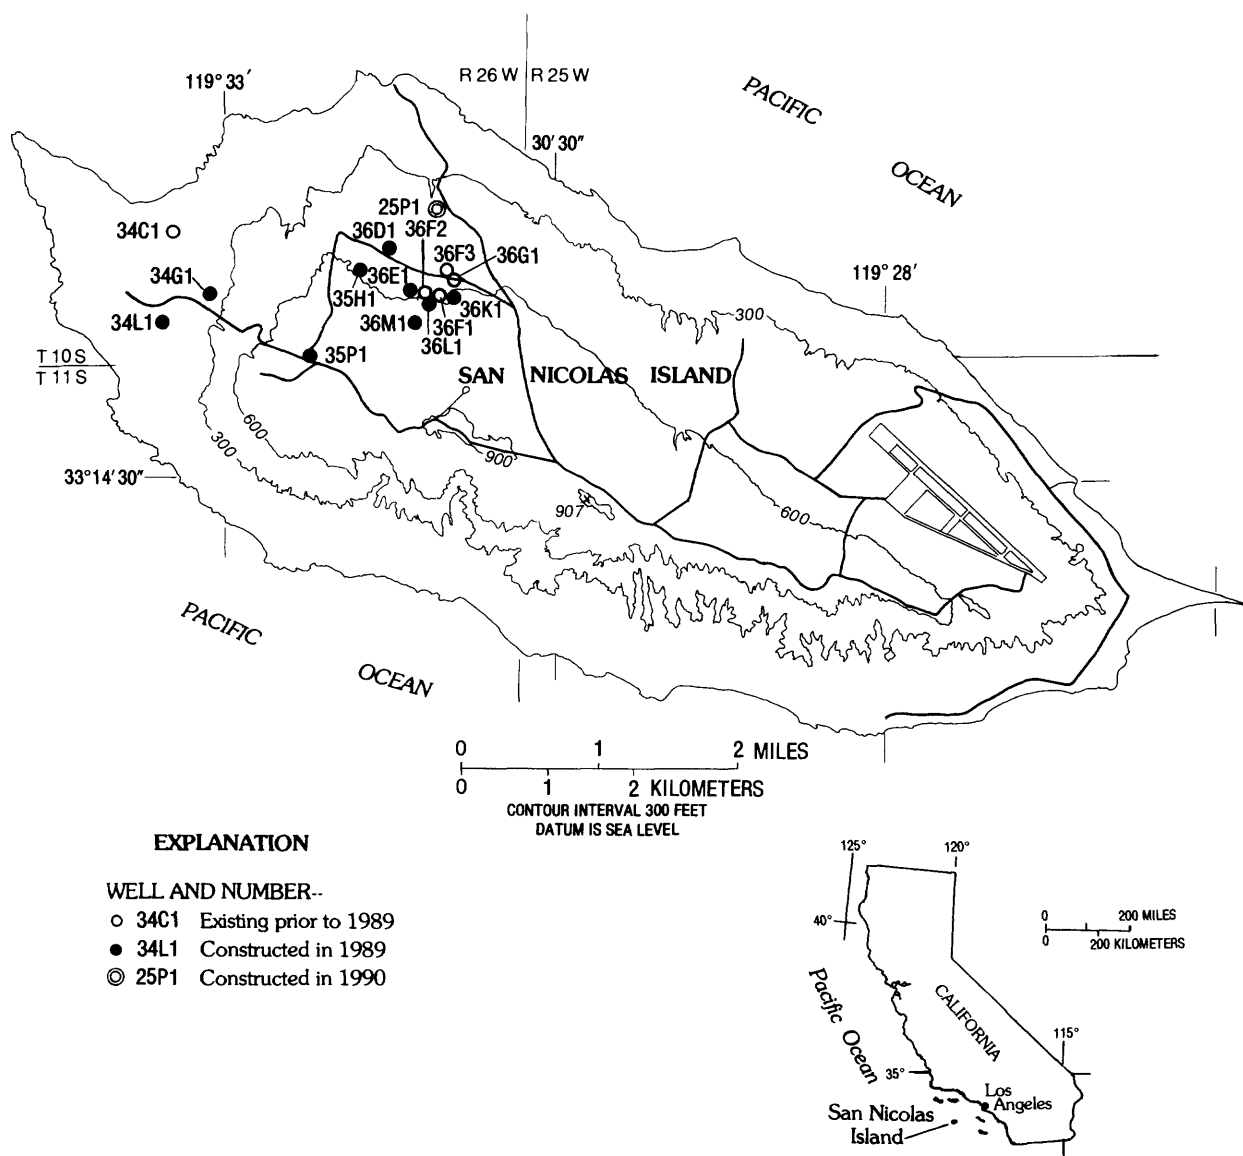 R 26 W R 25 W
119° 33′
PACIFIC
OCEAN
30′ 30″
25P1
36F2
34C1
36D1
36F3
36G1
119° 28′
34G1
36E1
35H1
36K1
34L1
36M1
36F1
300
36L1
35P1
T 10 S
T 11 S
SAN NICOLAS ISLAND
600
300
900
33° 14′ 30″
907
600
PACIFIC
OCEAN
0 1 2 MILES
0 1 2 KILOMETERS
CONTOUR INTERVAL 300 FEET
DATUM IS SEA LEVEL
EXPLANATION
WELL AND NUMBER--
34C1 Existing prior to 1989
34L1 Constructed in 1989
25P1 Constructed in 1990
125°
120°
40°
0 200 MILES
0 200 KILOMETERS
Pacific Ocean
CALIFORNIA
115°
35°
Los
Angeles
San Nicolas
Island